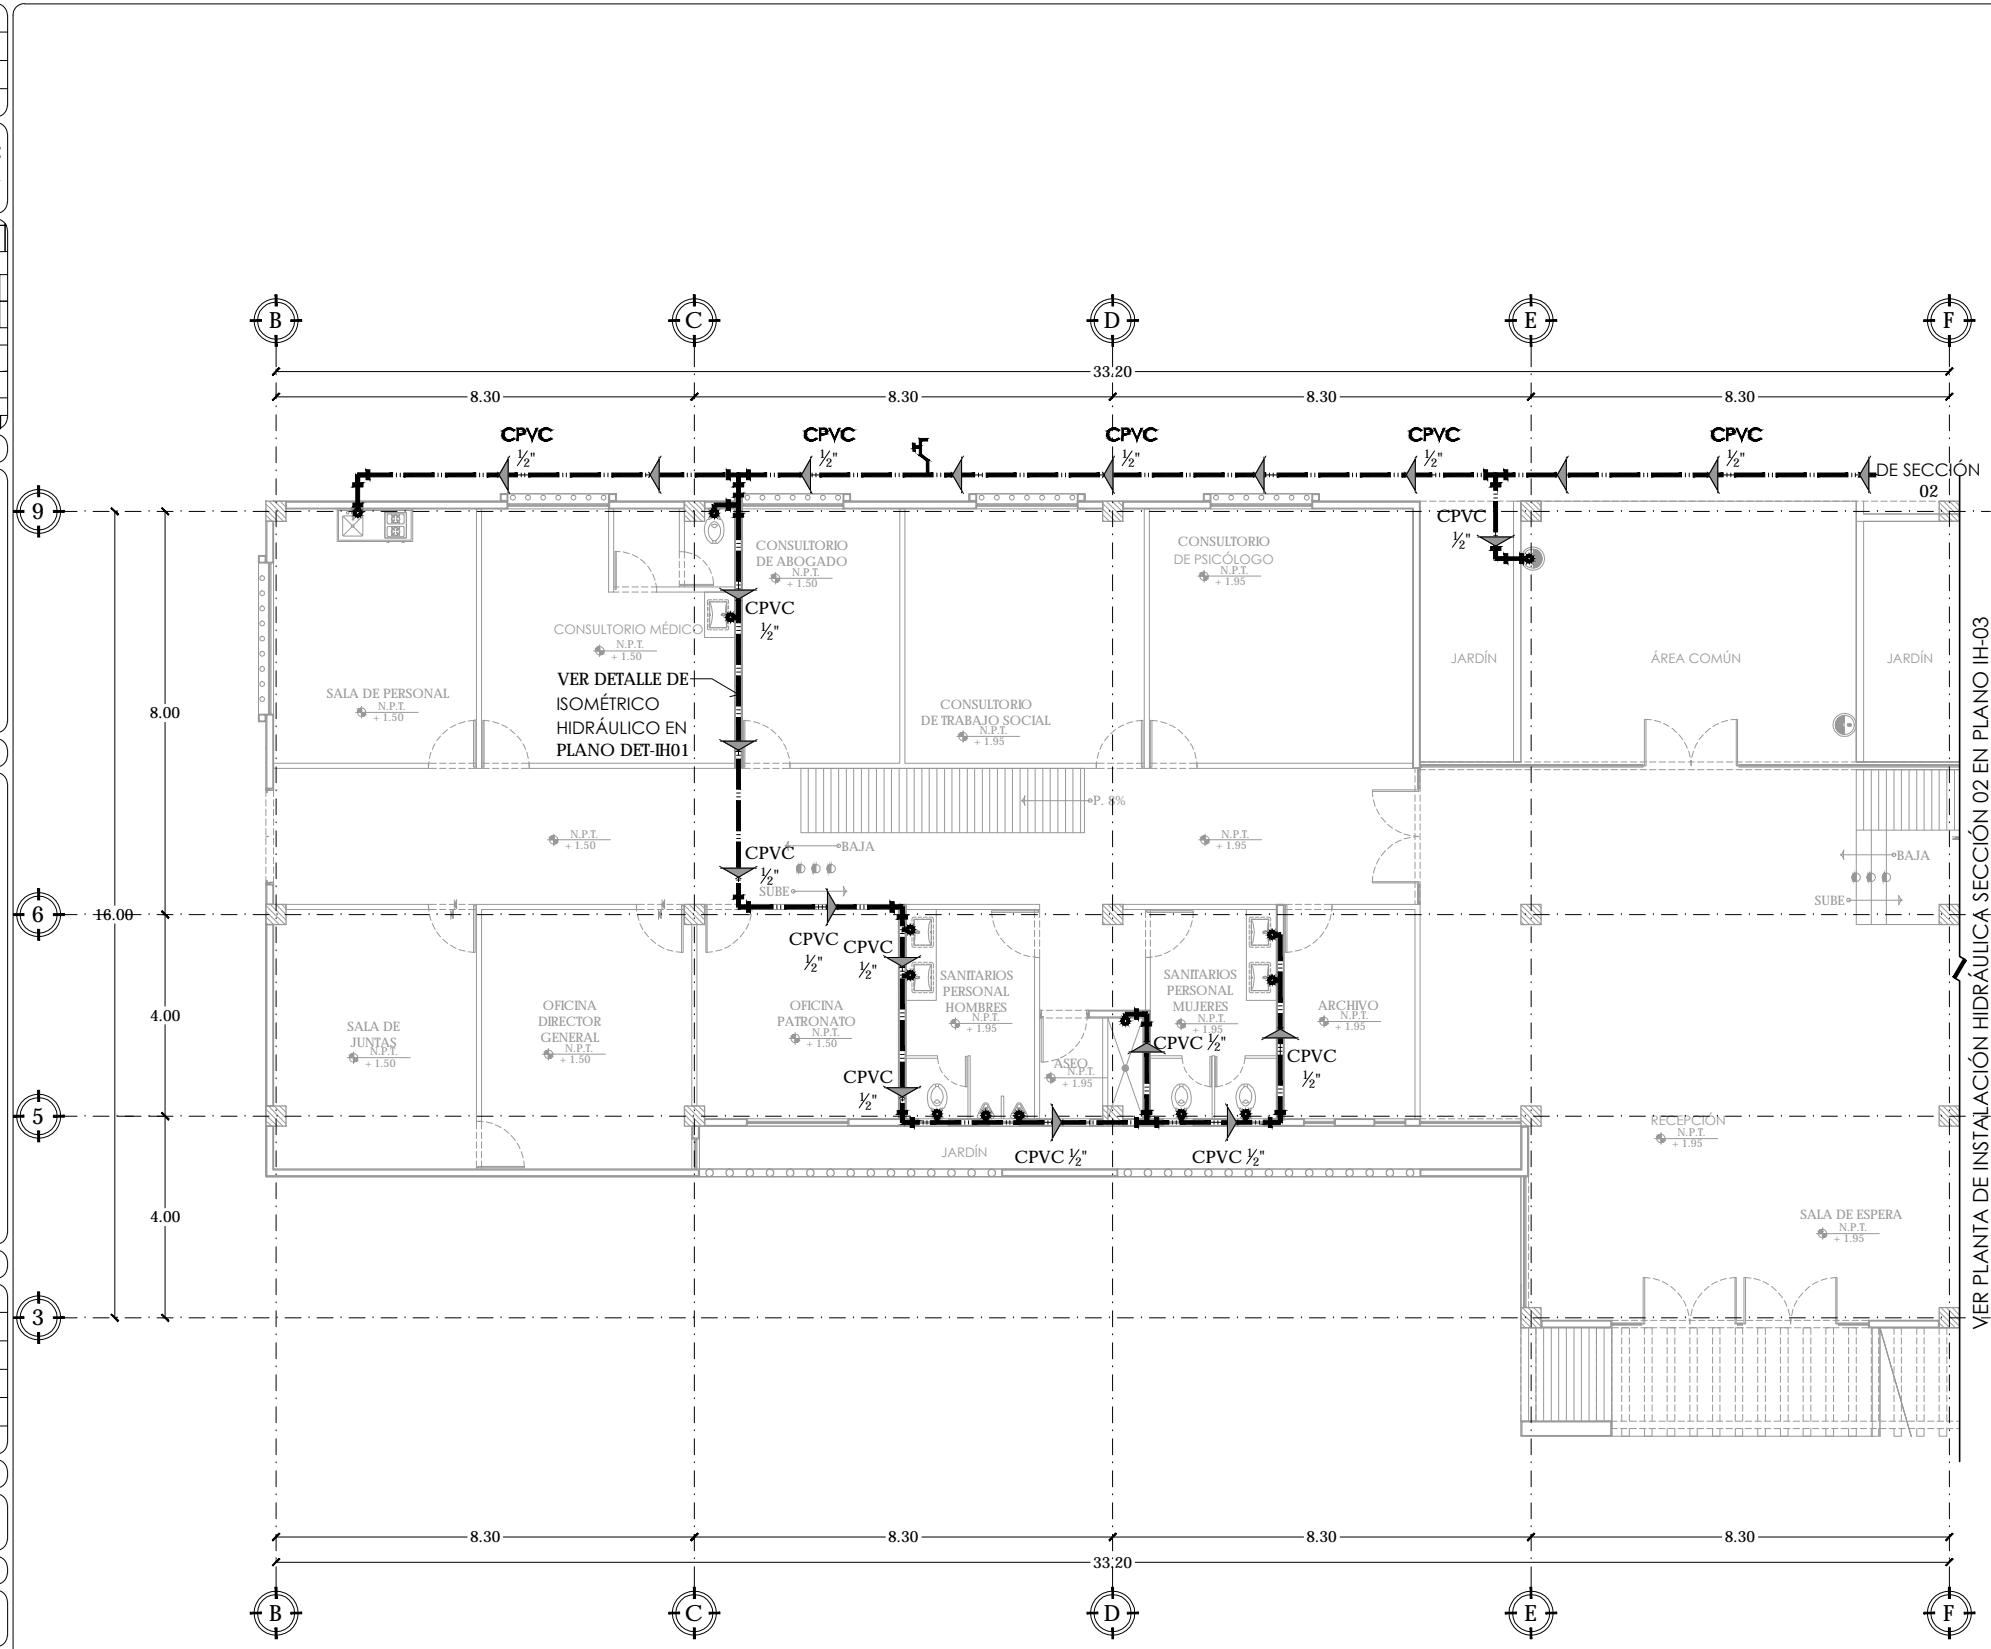 B
C
D
E
F
33.20
8.30
8.30
8.30
8.30
CPVC
½"
CPVC
½"
CPVC
½"
CPVC
½"
CPVC
½"
DE SECCIÓN
02
9
CPVC
½"
CONSULTORIO
DE ABOGADO
N.P.T.
+ 1.50
CONSULTORIO
DE PSICÓLOGO
N.P.T.
+ 1.95
CPVC
½"
CONSULTORIO MÉDICO
N.P.T.
+ 1.50
JARDÍN
ÁREA COMÚN
JARDÍN
VER DETALLE DE
ISOMÉTRICO
HIDRÁULICO EN
PLANO DET-IH01
SALA DE PERSONAL
N.P.T.
+ 1.50
CONSULTORIO
DE TRABAJO SOCIAL
N.P.T.
+ 1.95
8.00
P. 8%
N.P.T.
+ 1.50
BAJA
N.P.T.
+ 1.95
BAJA
CPVC
½"
SUBE
SUBE
6
16.00
CPVC
½"
CPVC
½"
SANITARIOS
PERSONAL
HOMBRES
N.P.T.
+ 1.95
SANITARIOS
PERSONAL
MUJERES
N.P.T.
+ 1.95
ARCHIVO
N.P.T.
+ 1.95
OFICINA
DIRECTOR
GENERAL
N.P.T.
+ 1.50
OFICINA
PATRONATO
N.P.T.
+ 1.50
SALA DE
JUNTAS
N.P.T.
+ 1.50
4.00
CPVC ½"
CPVC
½"
ASEO
N.P.T.
+ 1.95
CPVC
½"
5
RECEPCIÓN
N.P.T.
+ 1.95
JARDÍN
CPVC ½"
CPVC ½"
4.00
SALA DE ESPERA
N.P.T.
+ 1.95
3
VER PLANTA DE INSTALACIÓN HIDRÁULICA SECCIÓN 02 EN PLANO IH-03
8.30
8.30
8.30
8.30
33.20
B
C
D
E
F